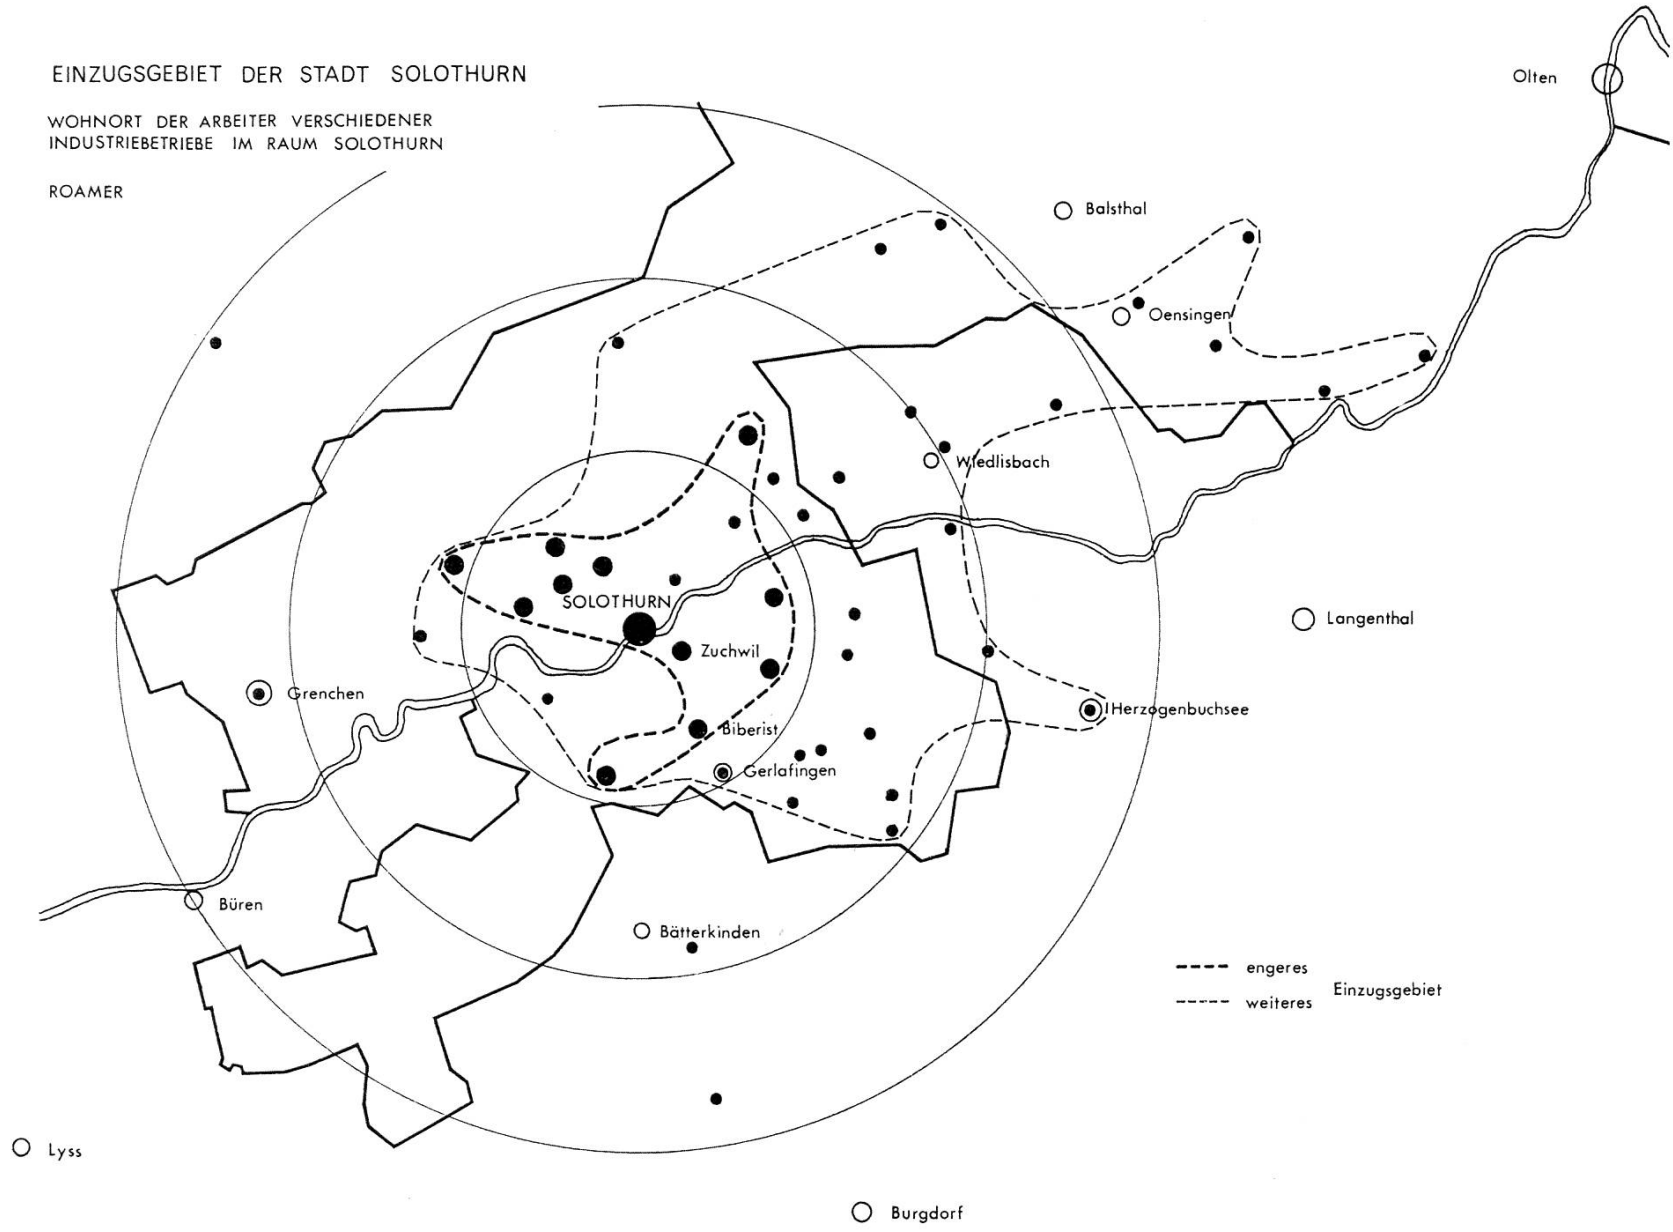 EINZUGSGEBIET DER STADT SOLOTHURN
WOHNORT DER ARBEITER VERSCHIEDENER
INDUSTRIEBETRIEBE IM RAUM SOLOTHURN
ROAMER
Olten
Balsthal
Oensingen
Wiedlisbach
SOLOTHURN
Langenthal
Zuchwil
Grenchen
Herzogenbuchsee
Biberist
Gerlafingen
Büren
Bätterkinden
engeres
Einzugsgebiet
weiteres
Lyss
Burgdorf